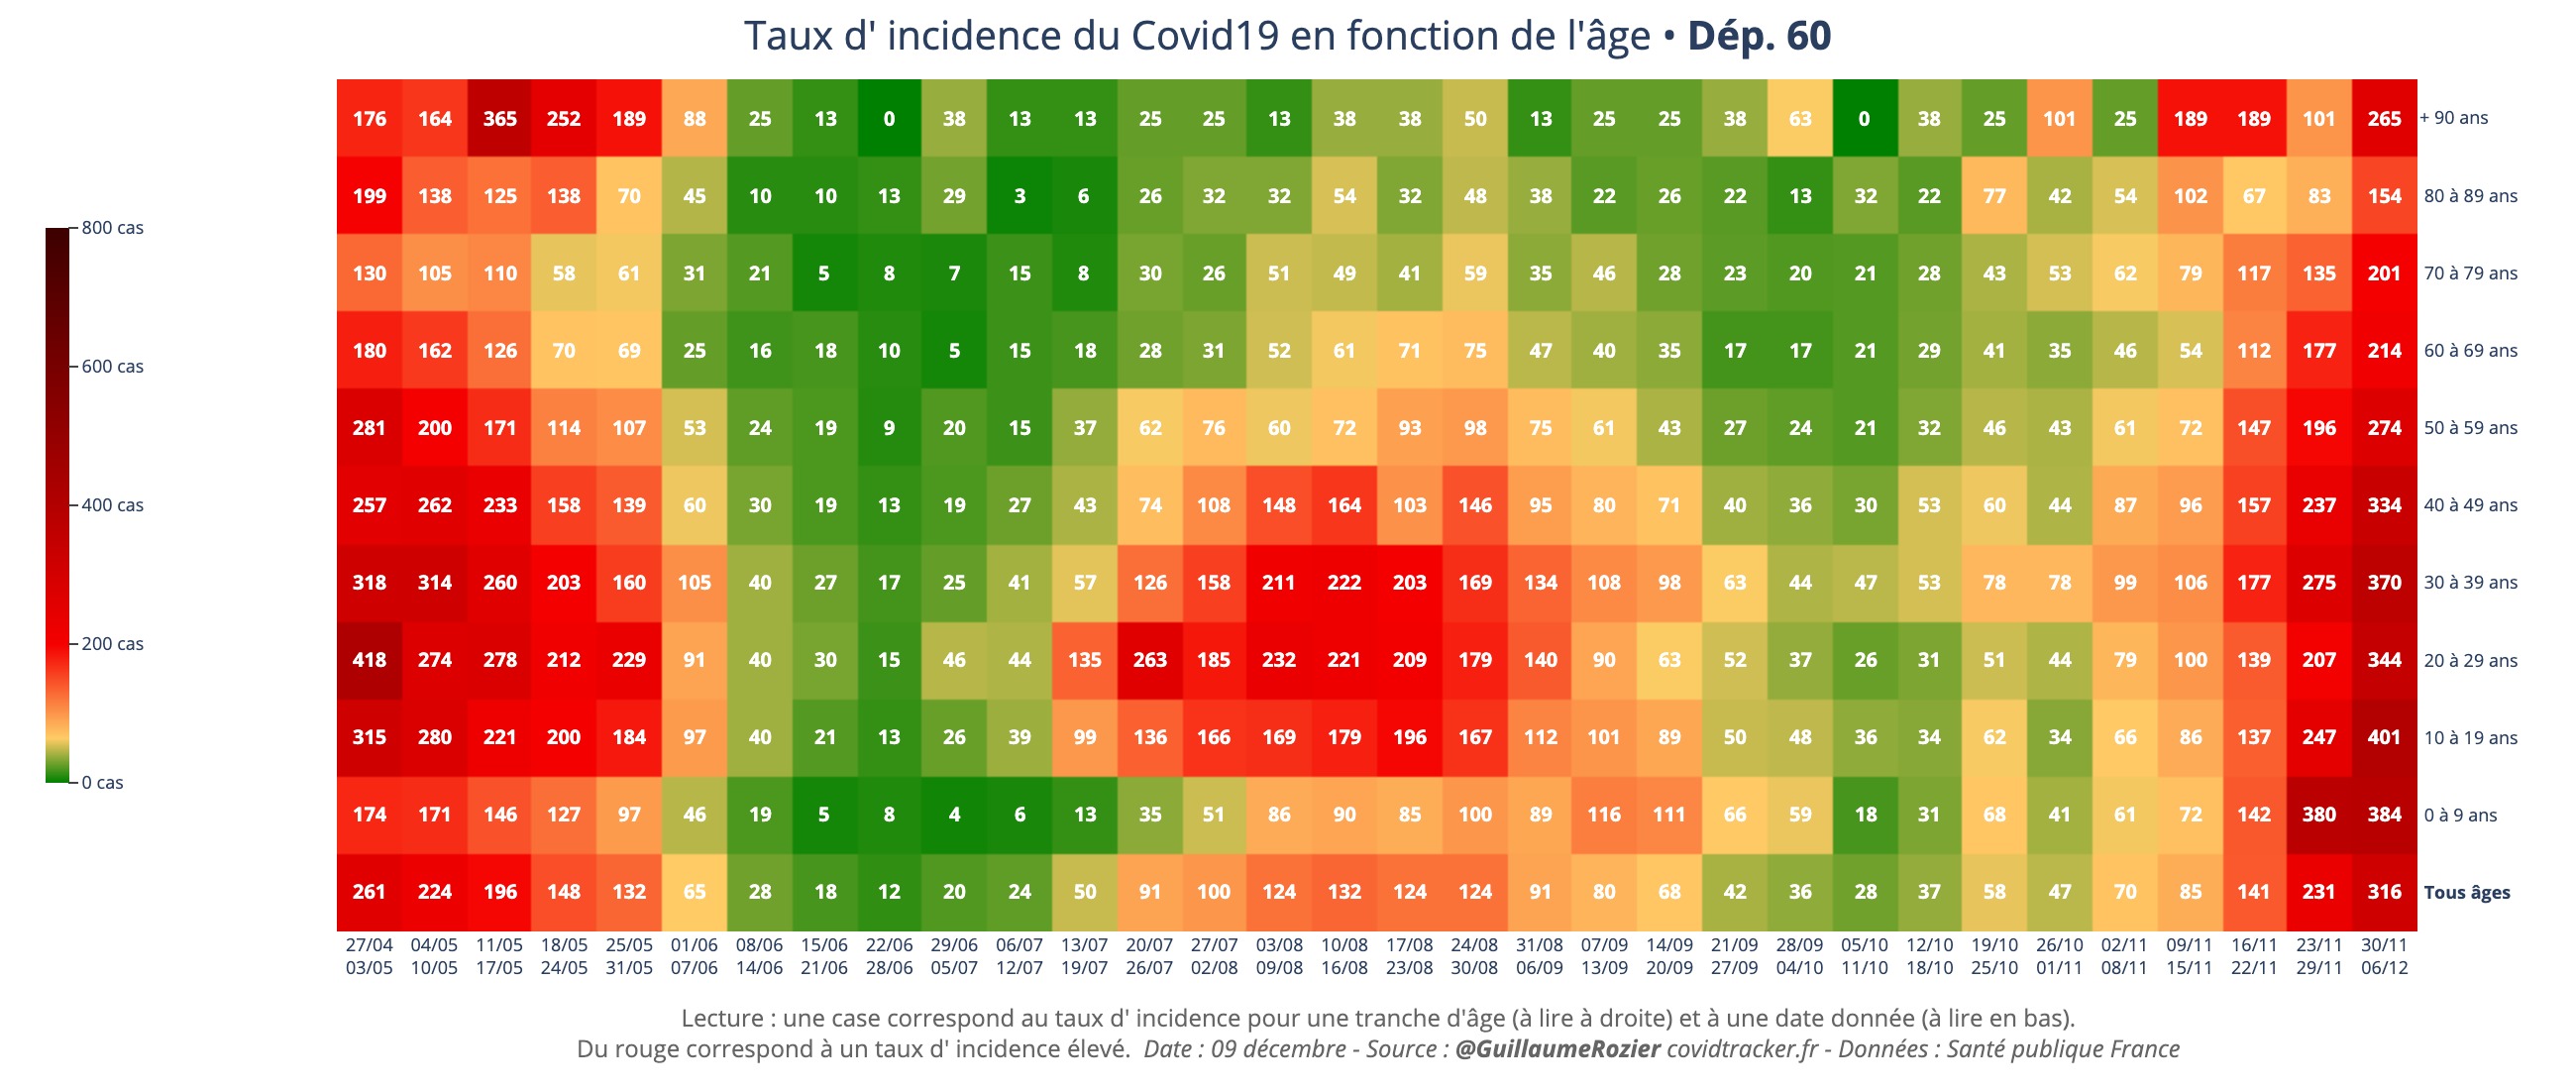 Taux d' incidence du Covid19 en fonction de l'âge • Dép. 60
176 164 365 252 189 88 25 13 0 38 13 13 25 25 13 38 38 50 13 25 25 38 63 0 38 25 101 25 189 189 101 265 + 90 ans
199 138 125 138 70 45 10 10 13 29 3 6 26 32 32 54 32 48 38 22 26 22 13 32 22 77 42 54 102 67 83 154 80 à 89 ans
800 cas
130 105 110 58 61 31 21 5 8 7 15 8 30 26 51 49 41 59 35 46 28 23 20 21 28 43 53 62 79 117 135 201 70 à 79 ans
180 162 126 70 69 25 16 18 10 5 15 18 28 31 52 61 71 75 47 40 35 17 17 21 29 41 35 46 54 112 177 214 60 à 69 ans
600 cas
281 200 171 114 107 53 24 19 9 20 15 37 62 76 60 72 93 98 75 61 43 27 24 21 32 46 43 61 72 147 196 274 50 à 59 ans
400 cas
257 262 233 158 139 60 30 19 13 19 27 43 74 108 148 164 103 146 95 80 71 40 36 30 53 60 44 87 96 157 237 334 40 à 49 ans
318 314 260 203 160 105 40 27 17 25 41 57 126 158 211 222 203 169 134 108 98 63 44 47 53 78 78 99 106 177 275 370 30 à 39 ans
200 cas
418 274 278 212 229 91 40 30 15 46 44 135 263 185 232 221 209 179 140 90 63 52 37 26 31 51 44 79 100 139 207 344 20 à 29 ans
315 280 221 200 184 97 40 21 13 26 39 99 136 166 169 179 196 167 112 101 89 50 48 36 34 62 34 66 86 137 247 401 10 à 19 ans
0 cas
174 171 146 127 97 46 19 5 8 4 6 13 35 51 86 90 85 100 89 116 111 66 59 18 31 68 41 61 72 142 380 384 0 à 9 ans
261 224 196 148 132 65 28 18 12 20 24 50 91 100 124 132 124 124 91 80 68 42 36 28 37 58 47 70 85 141 231 316 Tous âges
27/04 04/05 11/05 18/05 25/05 01/06 08/06 15/06 22/06 29/06 06/07 13/07 20/07 27/07 03/08 10/08 17/08 24/08 31/08 07/09 14/09 21/09 28/09 05/10 12/10 19/10 26/10 02/11 09/11 16/11 23/11 30/11
03/05 10/05 17/05 24/05 31/05 07/06 14/06 21/06 28/06 05/07 12/07 19/07 26/07 02/08 09/08 16/08 23/08 30/08 06/09 13/09 20/09 27/09 04/10 11/10 18/10 25/10 01/11 08/11 15/11 22/11 29/11 06/12
Lecture : une case correspond au taux d' incidence pour une tranche d'âge (à lire à droite) et à une date donnée (à lire en bas).
Du rouge correspond à un taux d' incidence élevé. Date : 09 décembre - Source : @GuillaumeRozier covidtracker.fr - Données : Santé publique France